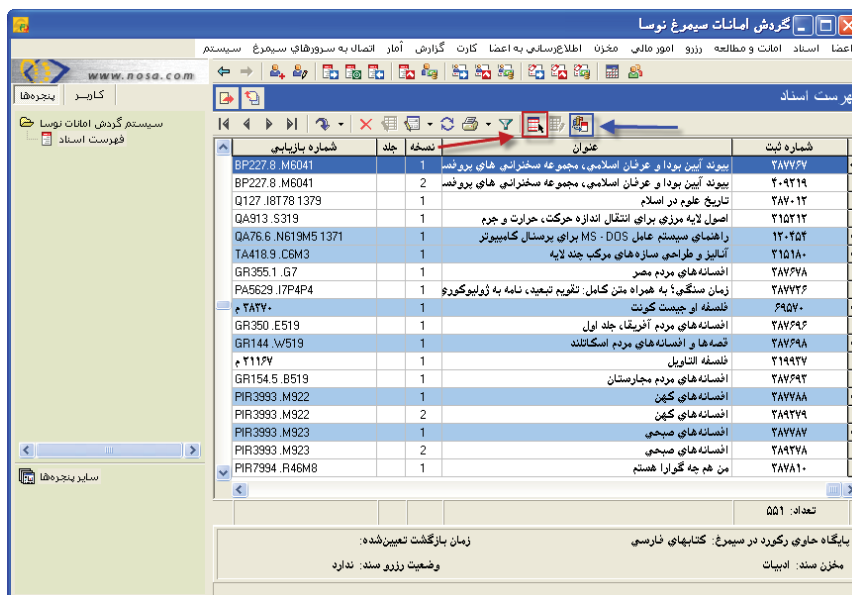 گردش امانات سیمرغ نوسا
اعضا اسناد امانت و مطالعه رزرو امور مالی مخزن اطلاع‌رسانی به اعضا کارت گزارش آمار اتصال به سرورهای سیمرغ سیستم
www.nosa.com
کاربر پنجره‌ها
هرست اسناد
سیستم گردش امانات نوسا
فهرست اسناد
شماره ثبت عنوان نسخه جلد شماره بازیابی
۳۸۷۷۶۷ پیوند آیین بودا و عرفان اسلامی، مجموعه سخنرانی های پروفس 1 BP227.8 .M6041
۴۰۹۲۱۹ پیوند آیین بودا و عرفان اسلامی، مجموعه سخنرانی های پروفس 2 BP227.8 .M6041
۳۸۷۰۱۲ تاریخ علوم در اسلام 1 Q127 .I8T78 1379
۳۱۵۲۱۲ اصول لایه مرزی برای انتقال اندازه حرکت، حرارت و جرم 1 QA913 .S319
۱۲۰۴۵۴ راهنمای سیستم عامل MS - DOS برای پرسنال کامپیوتر 1 QA76.6 .N619M5 1371
۳۱۵۱۸۰ آنالیز و طراحی سازه‌های مرکب چند لایه 1 TA418.9 .C6M3
۳۸۷۶۷۸ افسانه‌های مردم مصر 1 GR355.1 .G7
۳۸۷۷۲۶ زمان سنگی؟ به همراه متن کامل: تقویم تبعید، نامه به ژولیوکوری 1 PA5629 .I7P4P4
۶۹۵۷۰ فلسفه او جیست کونت 1 ۳۸۳۷۰ م
۳۸۷۶۹۶ افسانه‌های مردم آفریقا، جلد اول 1 GR350 .E519
۳۸۷۶۹۸ قصه‌ها و افسانه‌های مردم اسکاتلند 1 GR144 .W519
۲۱۹۹۳۷ فلسفه التاویل 1 ۲۱۱۶۷ م
۳۸۷۶۹۳ افسانه‌های مردم مجارستان 1 GR154.5 .B519
۳۸۷۷۸۸ افسانه‌های کهن 1 PIR3993 .M922
۳۸۹۲۷۹ افسانه‌های کهن 2 PIR3993 .M922
۳۸۷۷۸۷ افسانه‌های صبحی 1 PIR3993 .M923
۳۸۹۲۷۸ افسانه‌های صبحی 2 PIR3993 .M923
۳۸۷۸۱۰ من هم چه گوارا هستم 1 PIR7994 .R46M8
سایر پنجره‌ها
تعداد: ۵۵۱
پایگاه حاوی رکورد در سیمرغ: کتابهای فارسی زمان بازگشت تعیین‌شده:
مخزن سند: ادبیات وضعیت رزرو سند: ندارد